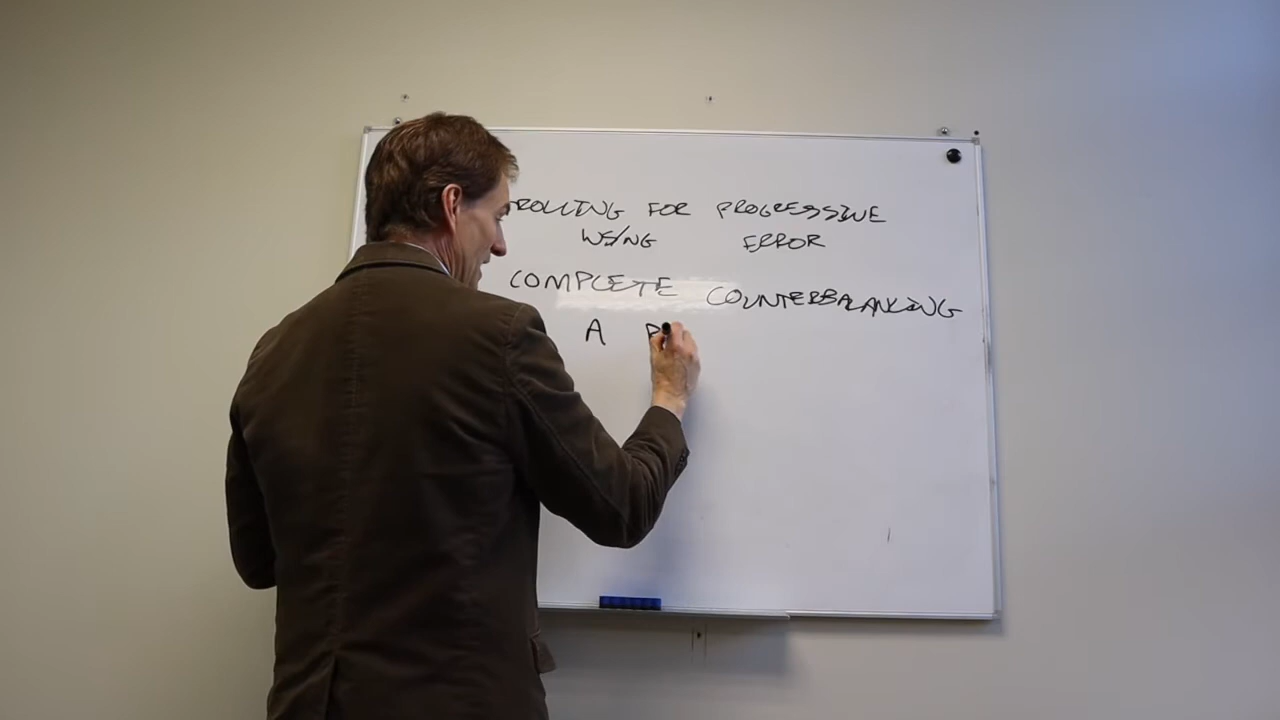 ROLLING FOR PROGRESSIVE
USING ERROR
COMPLETE COUNTERBALANCING
A B